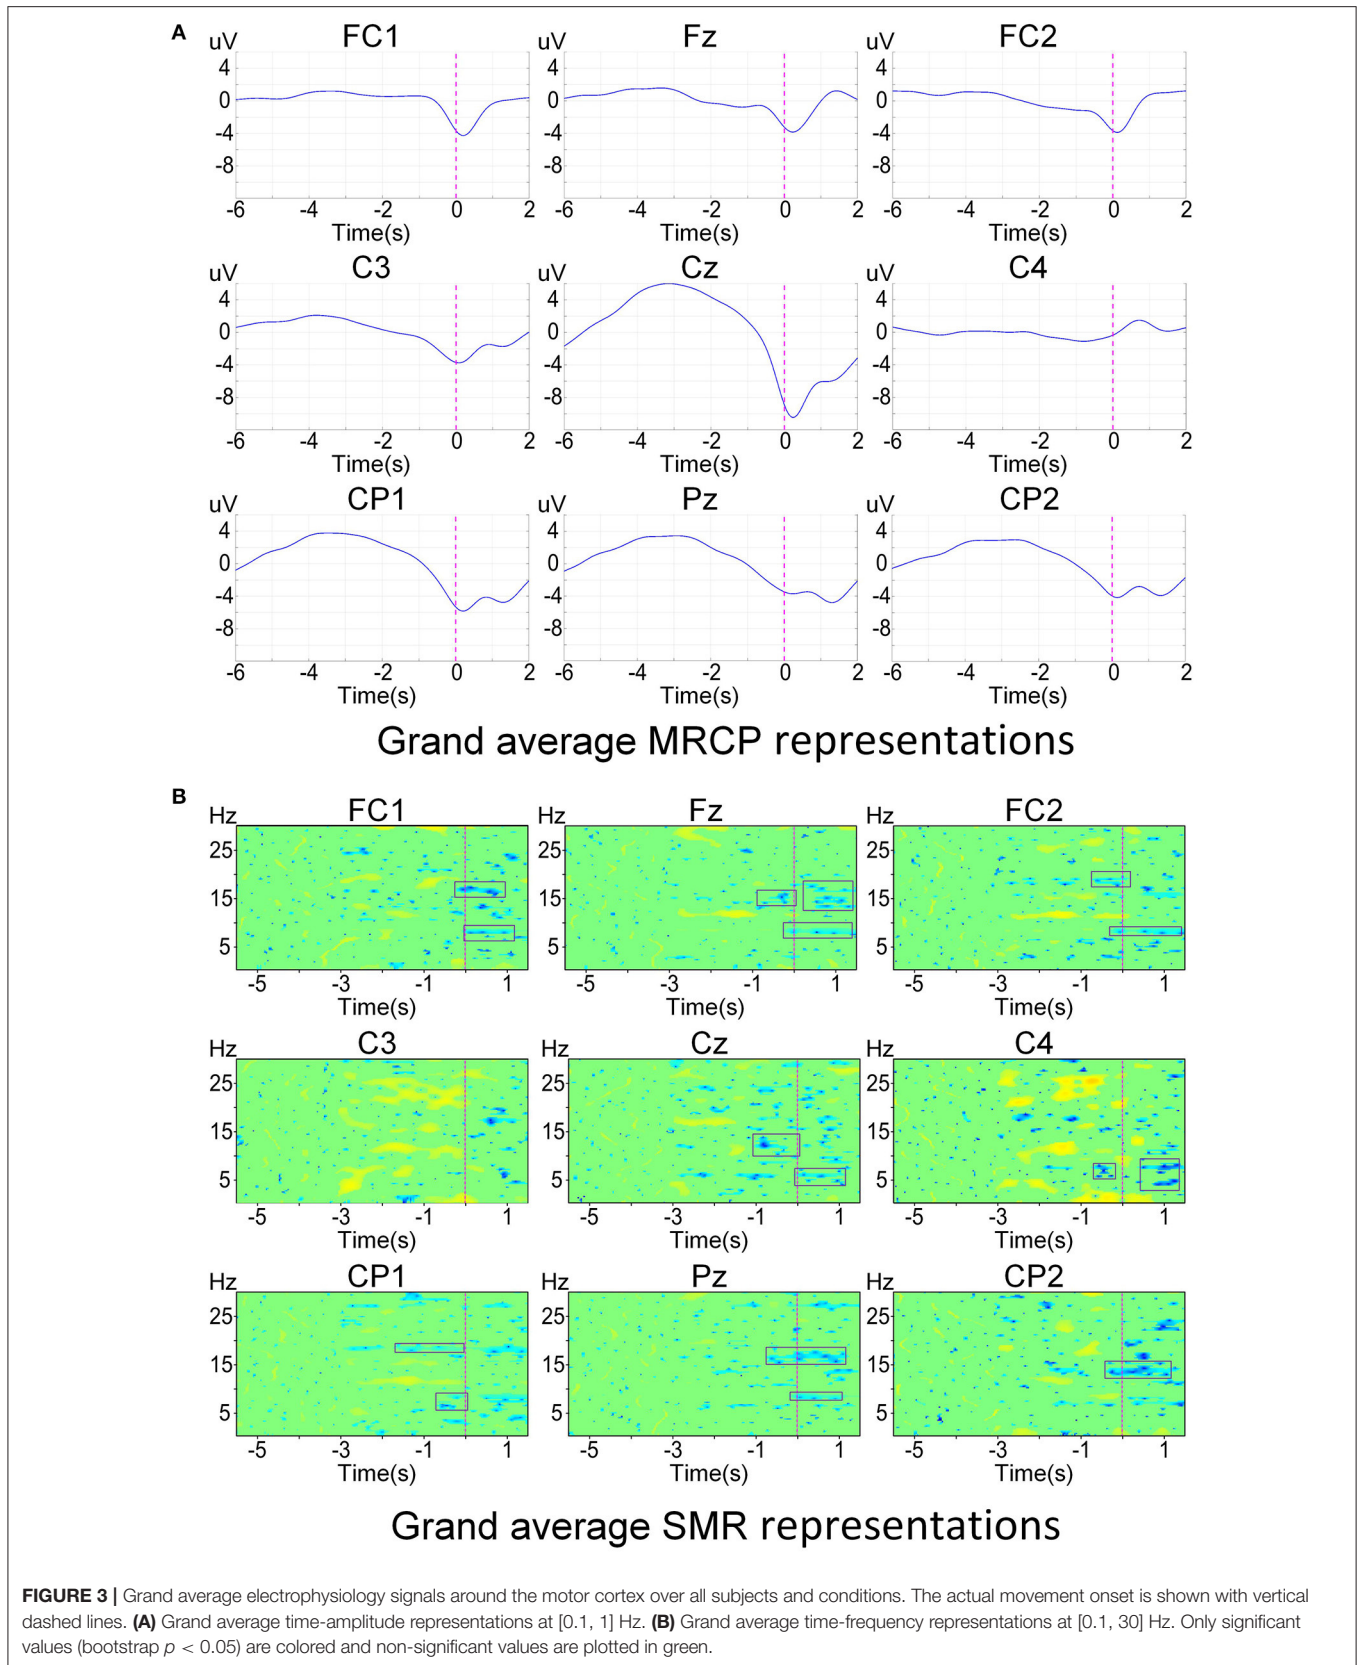 A
FC1
Fz
FC2
uV
uV
uV
4
0
-4
-8
4
0
-4
-8
4
0
-4
-8
-6 -4 -2 0 2
-6 -4 -2 0 2
-6 -4 -2 0 2
Time(s)
Time(s)
Time(s)
C3
Cz
C4
uV
uV
uV
4
0
-4
-8
4
0
-4
-8
4
0
-4
-8
-6 -4 -2 0 2
-6 -4 -2 0 2
-6 -4 -2 0 2
Time(s)
Time(s)
Time(s)
CP1
Pz
CP2
uV
uV
uV
4
0
-4
-8
4
0
-4
-8
4
0
-4
-8
-6 -4 -2 0 2
-6 -4 -2 0 2
-6 -4 -2 0 2
Time(s)
Time(s)
Time(s)
Grand average MRCP representations
B
FC1
Fz
FC2
Hz
Hz
Hz
25
15
5
25
15
5
25
15
5
-5 -3 -1 1
-5 -3 -1 1
-5 -3 -1 1
Time(s)
Time(s)
Time(s)
C3
Cz
C4
Hz
Hz
Hz
25
15
5
25
15
5
25
15
5
-5 -3 -1 1
-5 -3 -1 1
-5 -3 -1 1
Time(s)
Time(s)
Time(s)
CP1
Pz
CP2
Hz
Hz
Hz
25
15
5
25
15
5
25
15
5
-5 -3 -1 1
-5 -3 -1 1
-5 -3 -1 1
Time(s)
Time(s)
Time(s)
Grand average SMR representations
FIGURE 3 | Grand average electrophysiology signals around the motor cortex over all subjects and conditions. The actual movement onset is shown with vertical
dashed lines. (A) Grand average time-amplitude representations at [0.1, 1] Hz. (B) Grand average time-frequency representations at [0.1, 30] Hz. Only significant
values (bootstrap p < 0.05) are colored and non-significant values are plotted in green.